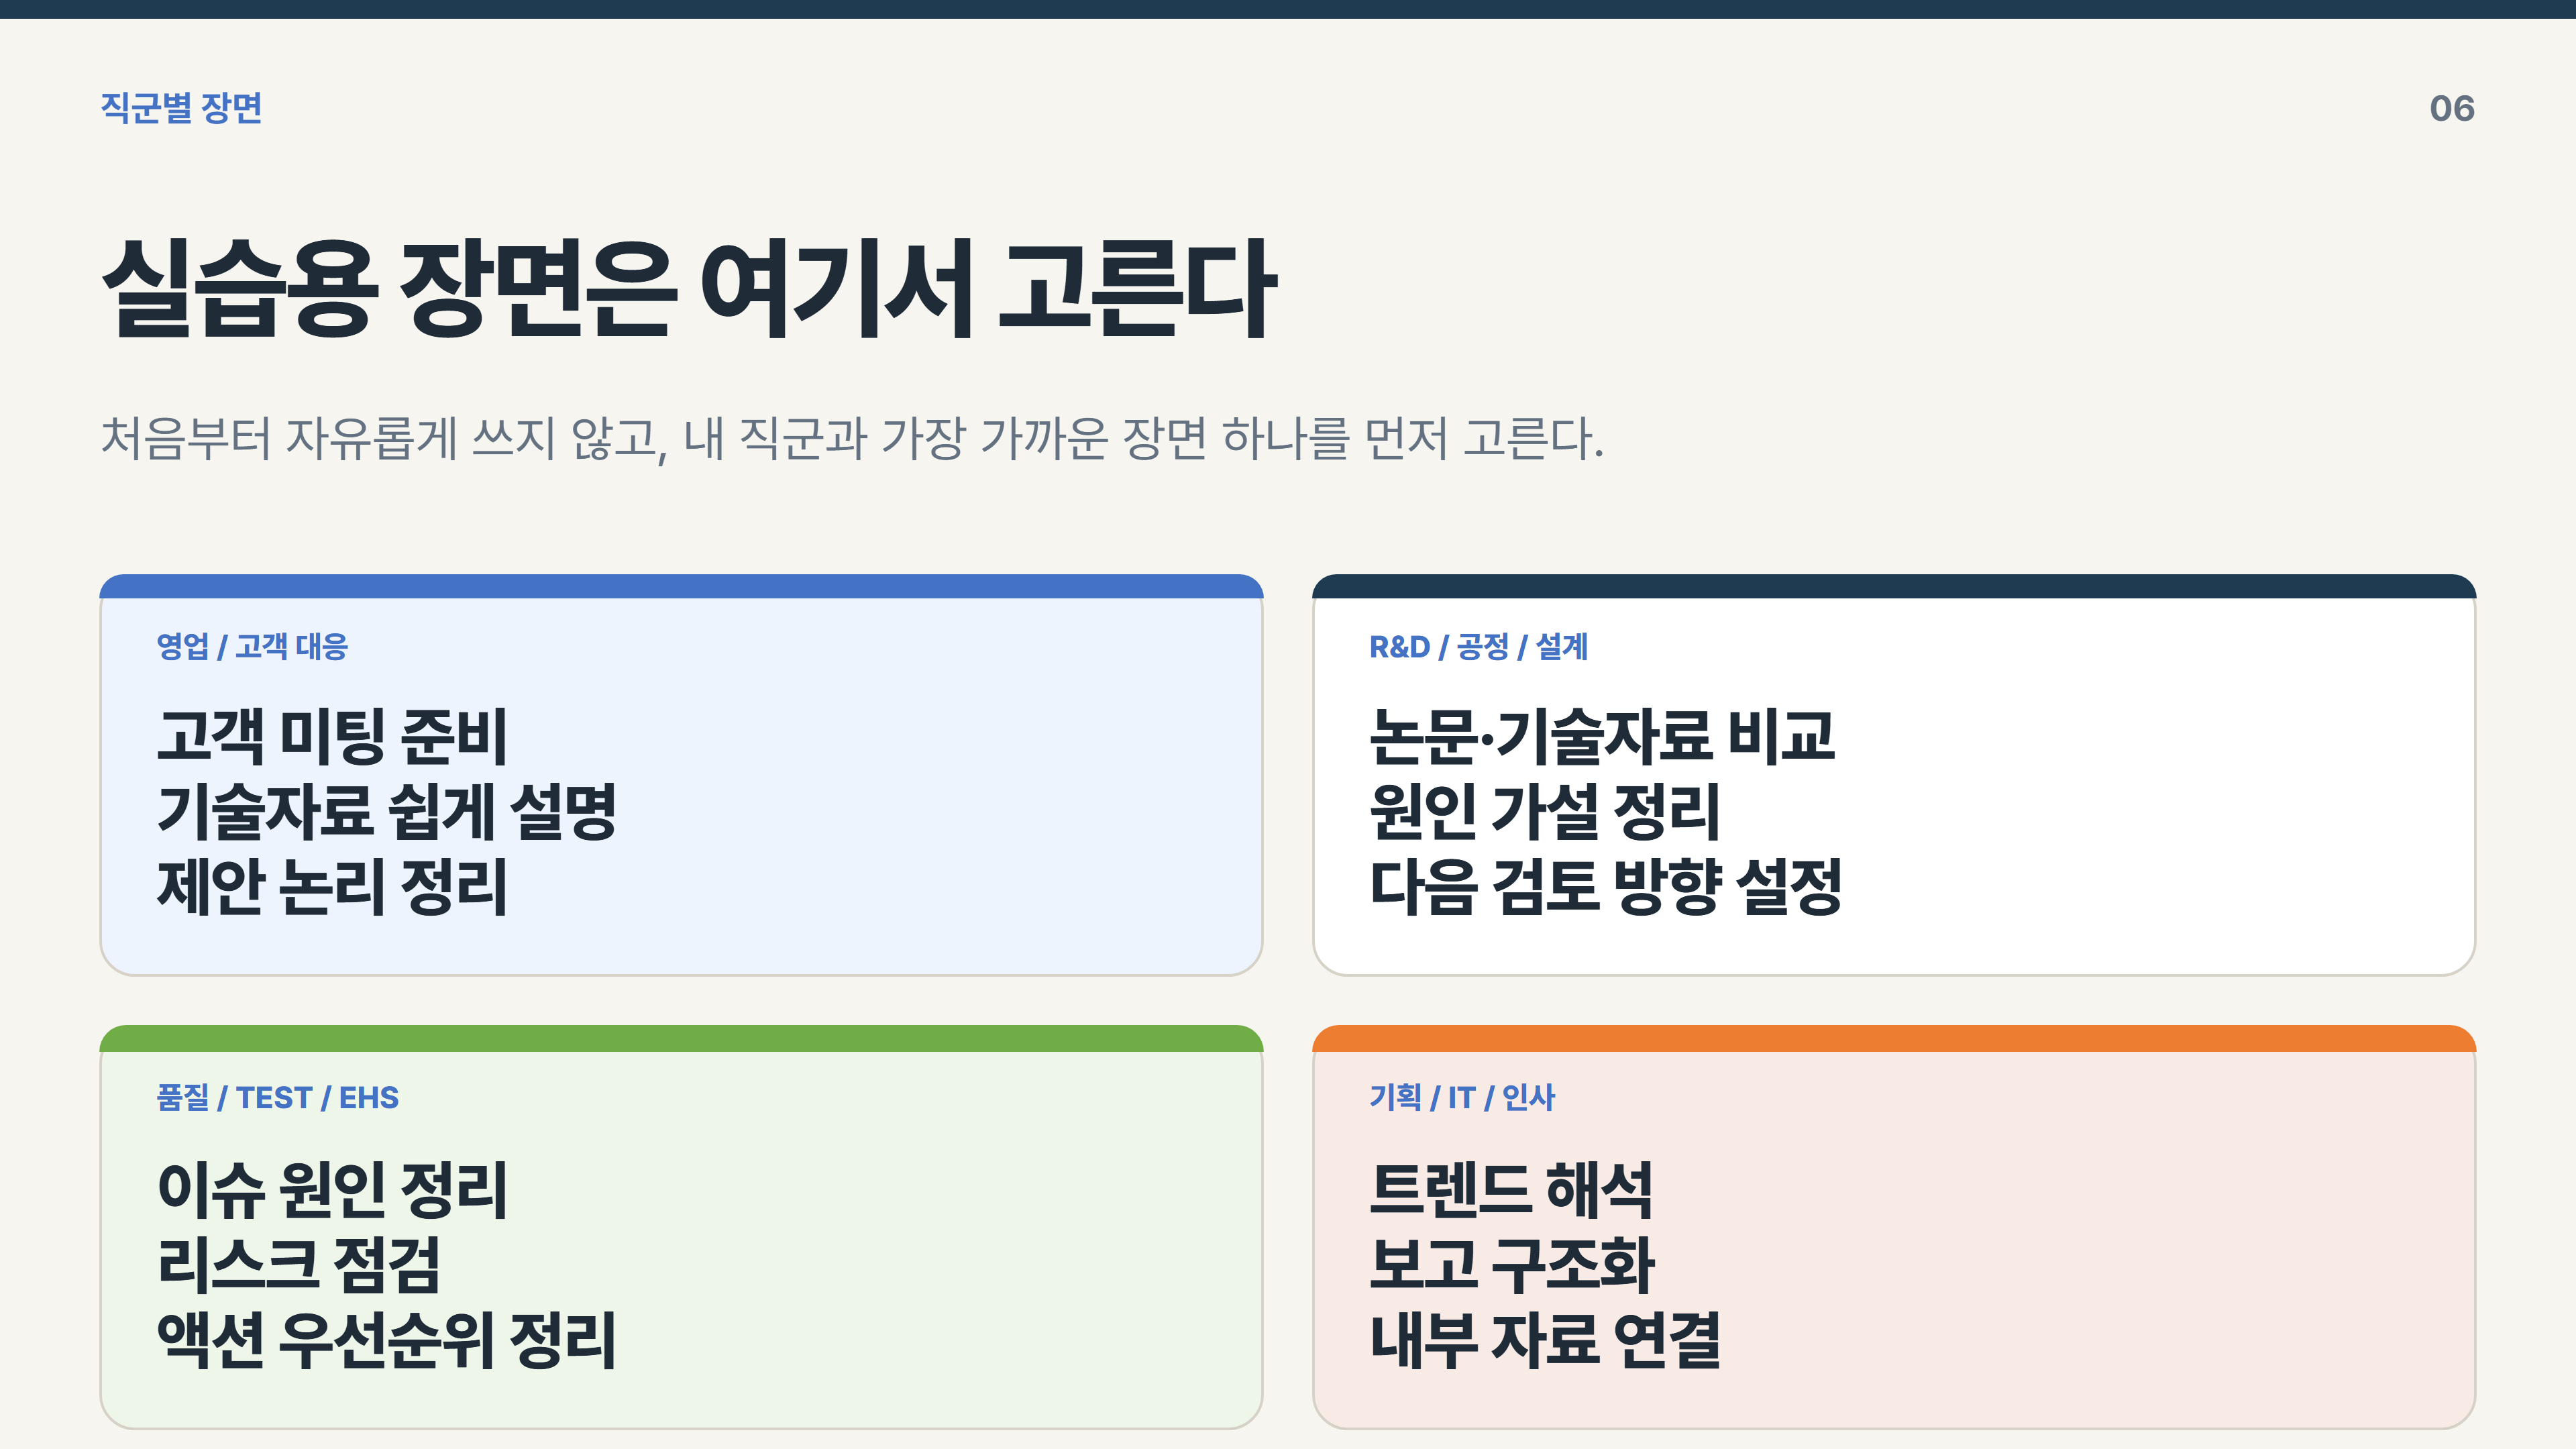 직군별 장면
06
실습용 장면은 여기서 고른다
처음부터 자유롭게 쓰지 않고, 내 직군과 가장 가까운 장면 하나를 먼저 고른다.
영업 / 고객 대응
고객 미팅 준비
기술자료 쉽게 설명
제안 논리 정리
R&D / 공정 / 설계
논문·기술자료 비교
원인 가설 정리
다음 검토 방향 설정
품질 / TEST / EHS
이슈 원인 정리
리스크 점검
액션 우선순위 정리
기획 / IT / 인사
트렌드 해석
보고 구조화
내부 자료 연결